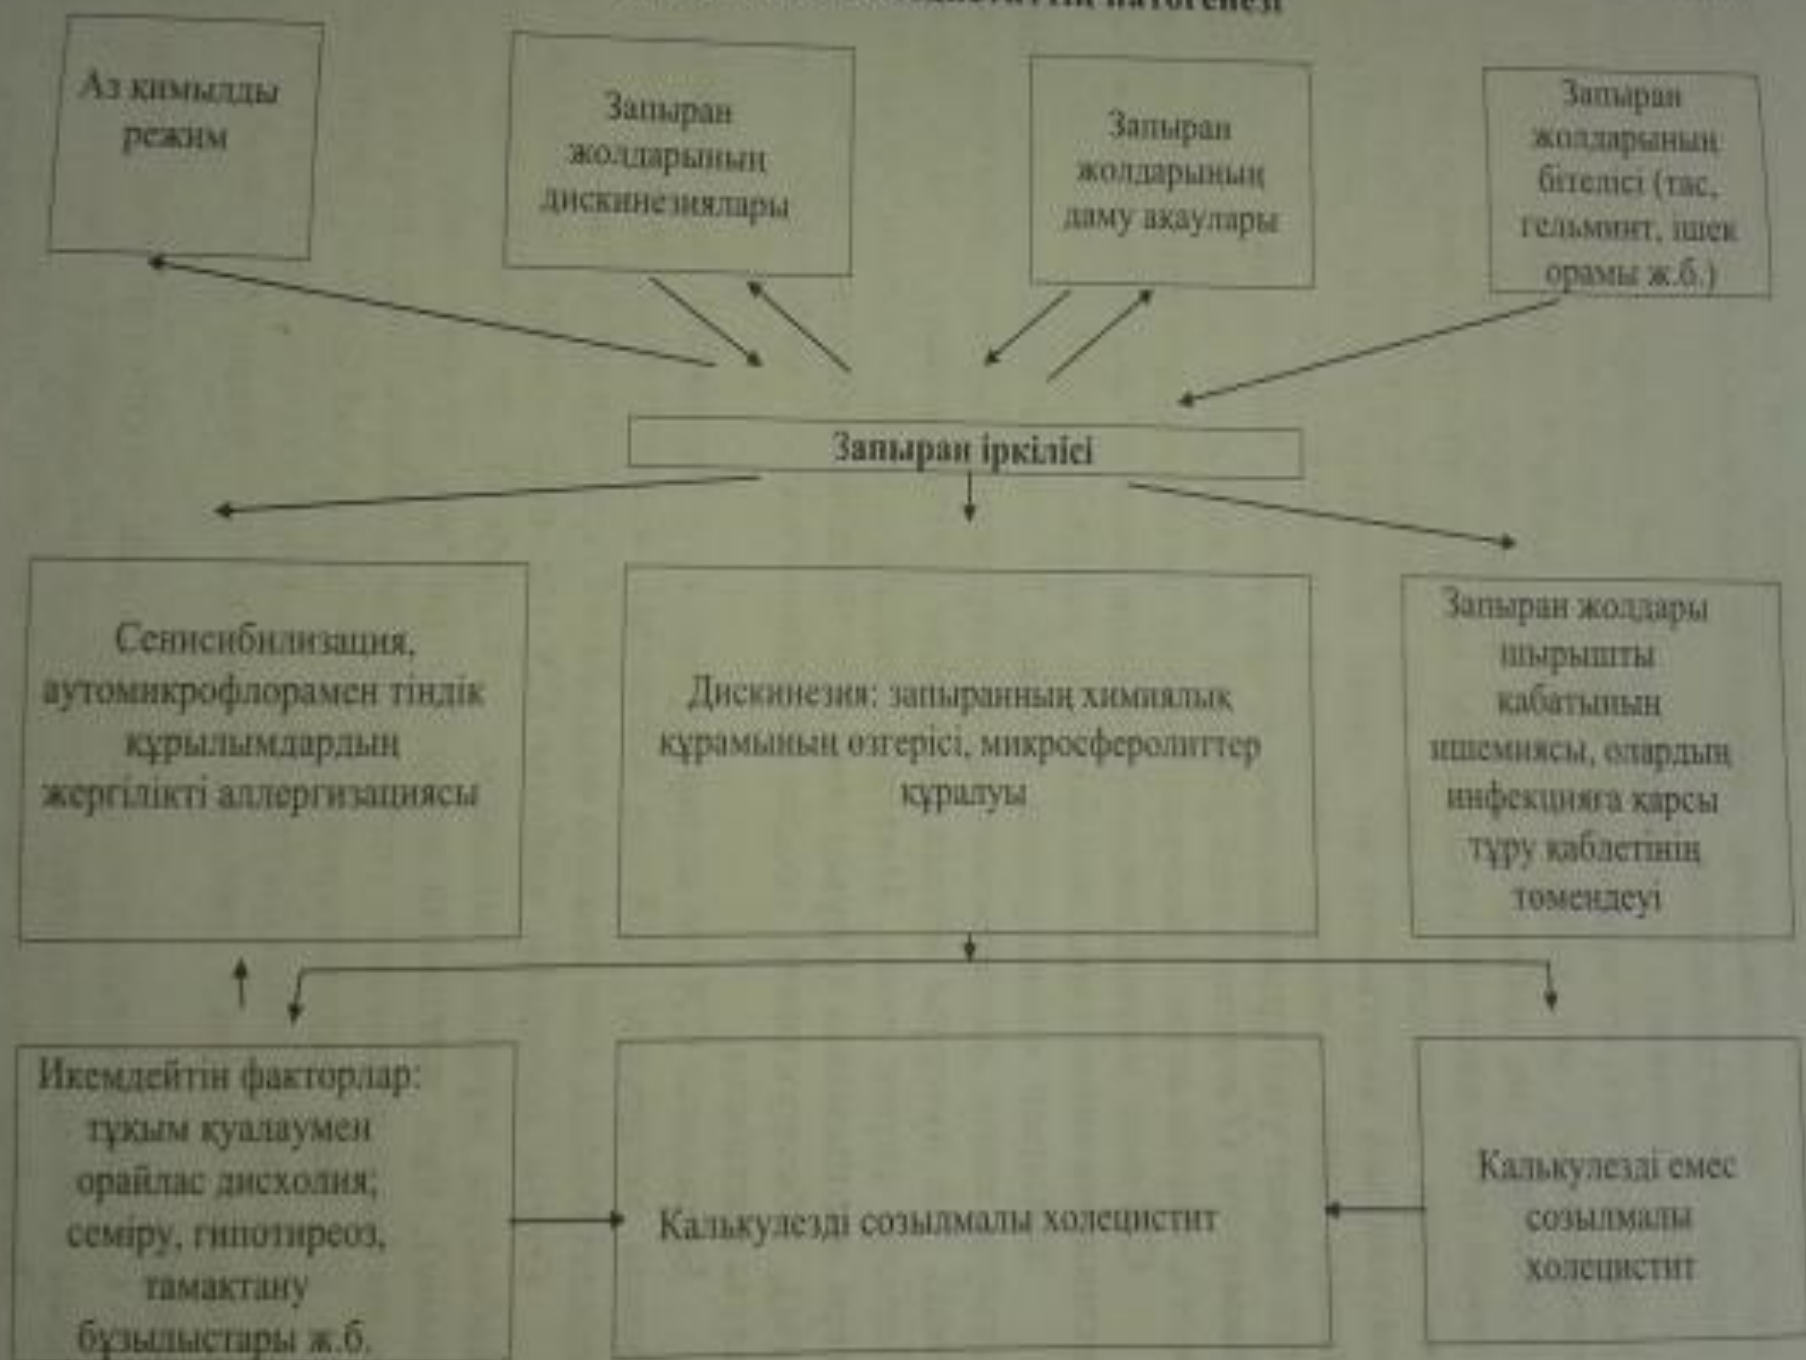 патогенезі
Аз қимылды
режим
Запыран
жолдарының
дискинезиялары
Запыран
жолдарының
даму ақаулары
Запыран
жолдарының
бітелісі (тас,
гельминт, ішек
орамы ж.б.)
Запыран іркілісі
Сенисибилизация,
аутомикрофлорамен тіндік
құрылымдардың
жергілікті аллергизациясы
Дискинезия: запыранның химиялық
құрамының өзгерісі, микросферолиттер
құралуы
Запыран жолдары
шырышты
қабатының
ишемиясы, олардың
инфекцияға қарсы
тұру қаблетінің
төмендеуі
Икемдейтін факторлар:
тұқым қуалаумен
орайлас дисхолия;
семіру, гипотиреоз,
тамақтану
бұзылыстары ж.б.
Калькулезді созылмалы холецистит
Калькулезді емес
созылмалы
холецистит